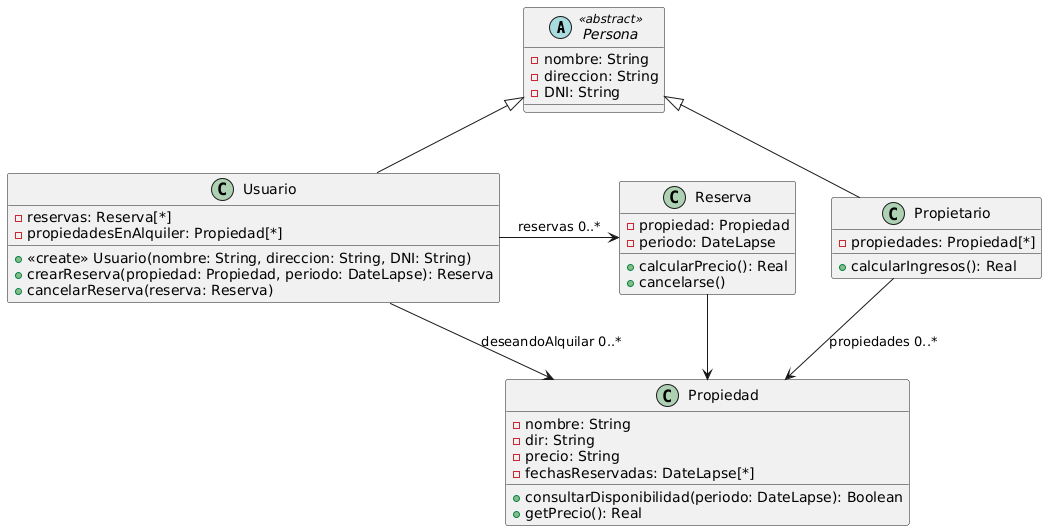 A
«abstract»
Persona
nombre: String
direccion: String
DNI: String
C Usuario
reservas: Reserva[*]
propiedadesEnAlquiler: Propiedad[*]
«create» Usuario(nombre: String, direccion: String, DNI: String)
crearReserva(propiedad: Propiedad, periodo: DateLapse): Reserva
cancelarReserva(reserva: Reserva)
reservas 0..*
C Reserva
propiedad: Propiedad
periodo: DateLapse
calcularPrecio(): Real
cancelarse()
C Propietario
propiedades: Propiedad[*]
calcularIngresos(): Real
deseandoAlquilar 0..*
propiedades 0..*
C Propiedad
nombre: String
dir: String
precio: String
fechasReservadas: DateLapse[*]
consultarDisponibilidad(periodo: DateLapse): Boolean
getPrecio(): Real